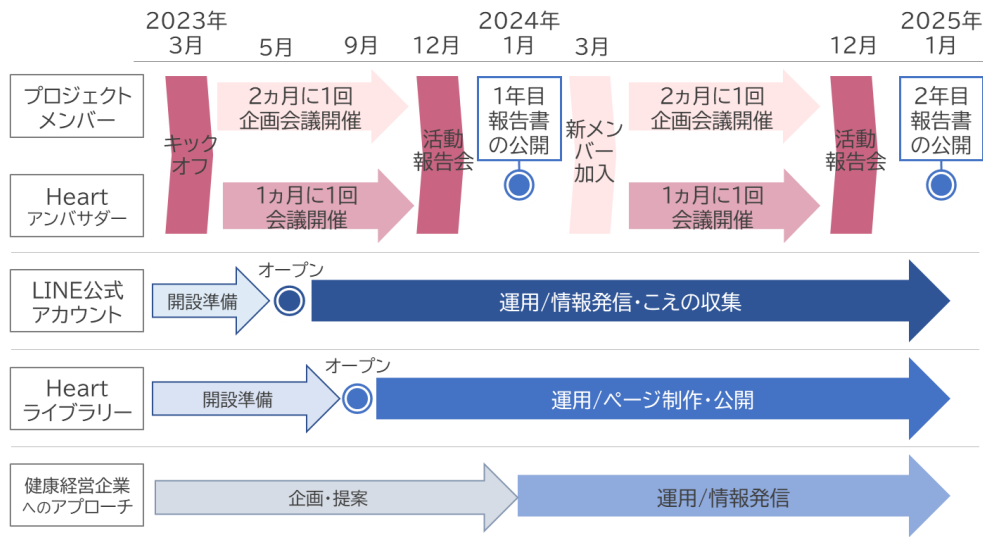 2023年
3月
5月
9月
12月
2024年
1月
3月
12月
2025年
1月
プロジェクト
メンバー
キック
オフ
2ヵ月に1回
企画会議開催
活動
報告会
1年目
報告書
の公開
新メン
バー
加入
2ヵ月に1回
企画会議開催
活動
報告会
2年目
報告書
の公開
Heart
アンバサダー
1ヵ月に1回
会議開催
1ヵ月に1回
会議開催
LINE公式
アカウント
開設準備
オープン
運用/情報発信・こえの収集
Heart
ライブラリー
開設準備
オープン
運用/ページ制作・公開
健康経営企業
へのアプローチ
企画・提案
運用/情報発信